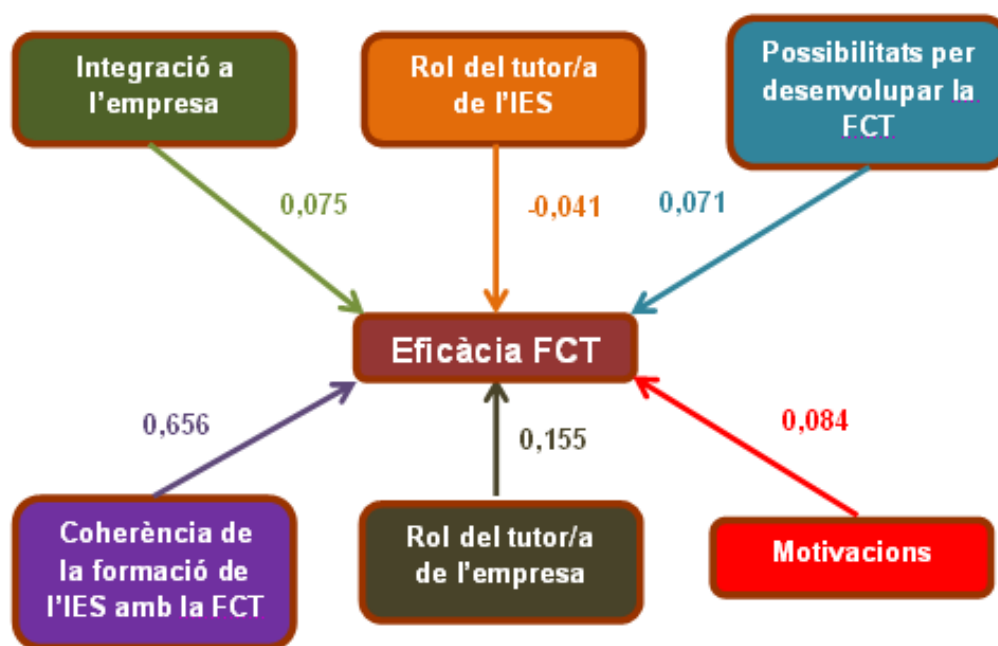 Integració a
l'empresa
Rol del tutor/a
de l'IES
Possibilitats per
desenvolupar la
FCT
0,075
-0,041
0,071
Eficàcia FCT
0,656
0,155
0,084
Coherència de
la formació de
l'IES amb la FCT
Rol del tutor/a
de l'empresa
Motivacions